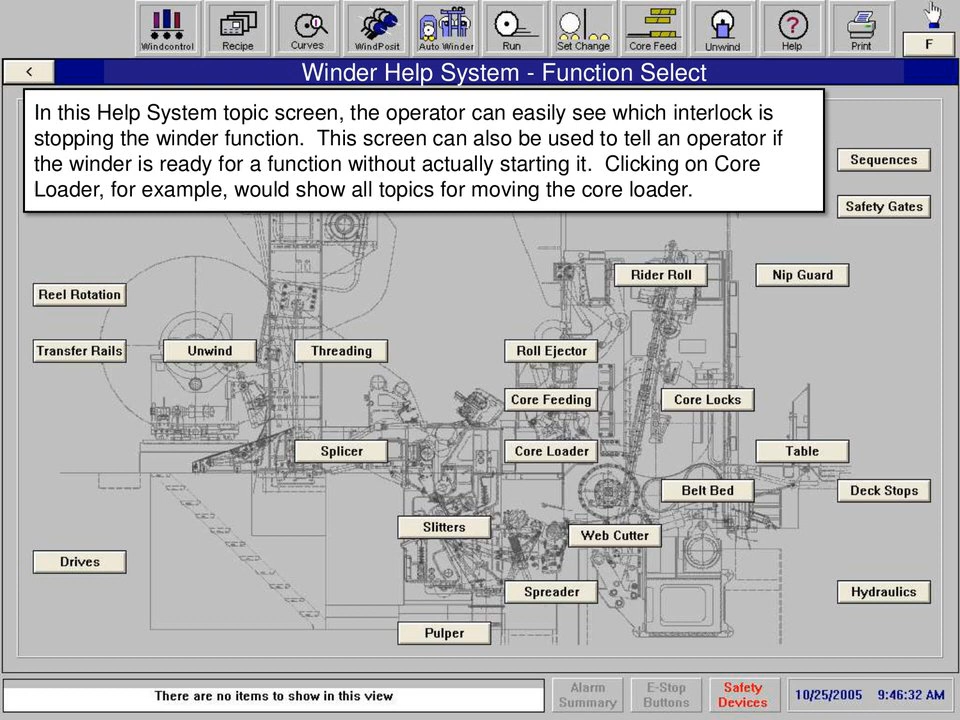 Windcontrol Recipe Curves WindPosit Auto Winder Run Set Change Core Feed Unwind Help Print F
< Winder Help System - Function Select
In this Help System topic screen, the operator can easily see which interlock is
stopping the winder function. This screen can also be used to tell an operator if
the winder is ready for a function without actually starting it. Clicking on Core
Loader, for example, would show all topics for moving the core loader.
Sequences
Safety Gates
Rider Roll Nip Guard
Reel Rotation
Transfer Rails Unwind Threading Roll Ejector
Core Feeding Core Locks
Splicer Core Loader Table
Belt Bed Deck Stops
Slitters
Web Cutter
Drives
Spreader Hydraulics
Pulper
There are no items to show in this view
Alarm
Summary
E-Stop
Buttons
Safety
Devices
10/25/2005 9:46:32 AM